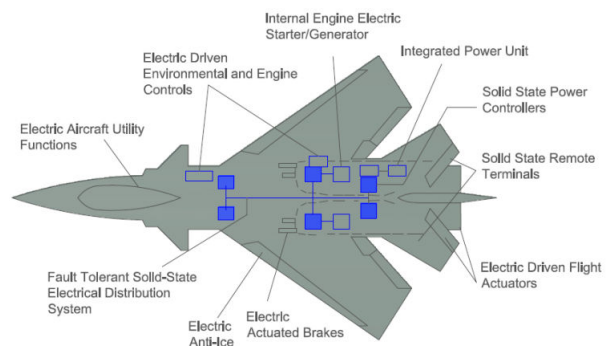 Internal Engine Electric
Starter/Generator
Electric Driven
Environmental and Engine
Controls
Integrated Power Unit
Solid State Power
Controllers
Electric Aircraft Utility
Functions
Solid State Remote
Terminals
Fault Tolerant Solid-State
Electrical Distribution
System
Electric
Anti-Ice
Electric
Actuated Brakes
Electric Driven Flight
Actuators